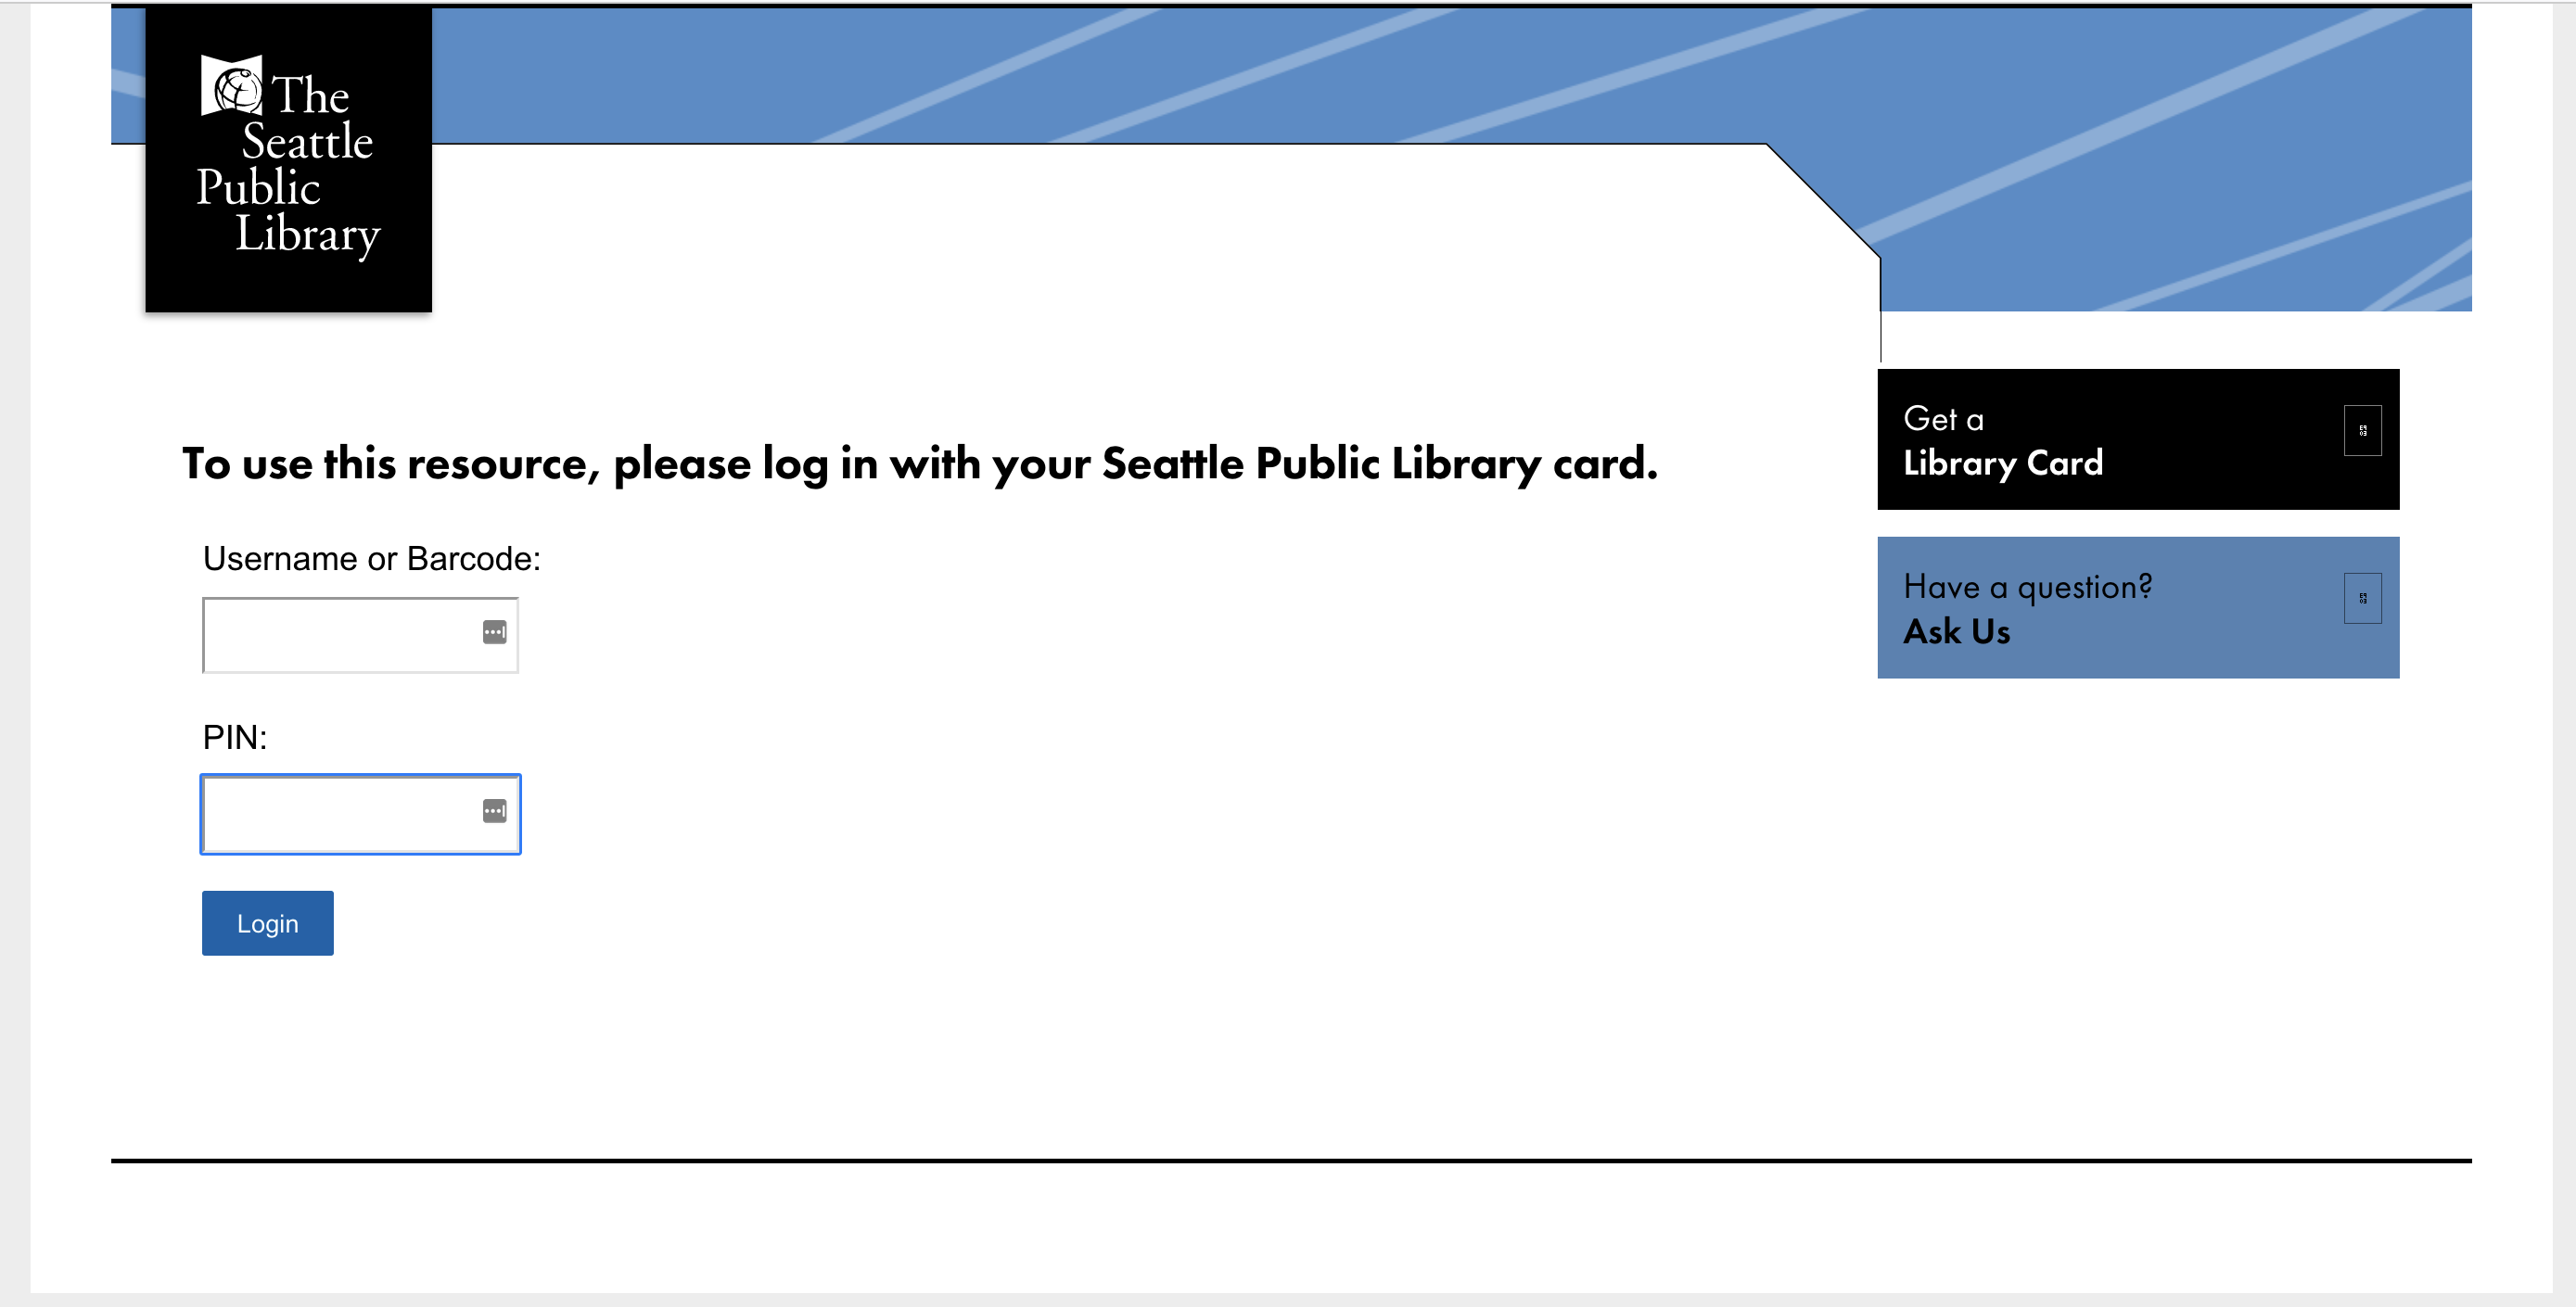 The
Seattle
Public
Library
To use this resource, please log in with your Seattle Public Library card.
Username or Barcode:
PIN:
Login
Get a
Library Card
Have a question?
Ask Us